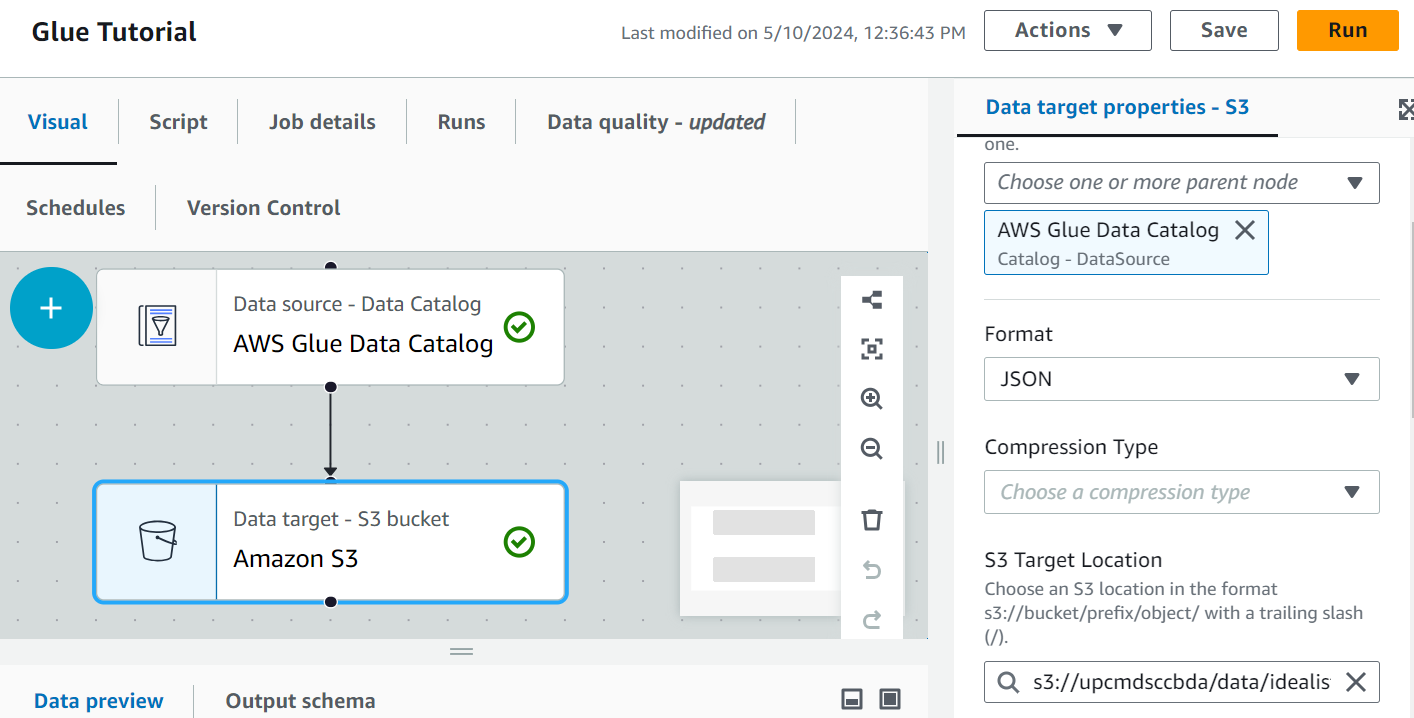 Glue Tutorial
Last modified on 5/10/2024, 12:36:43 PM
Actions
Save
Run
Visual
Script
Job details
Runs
Data quality - updated
Schedules
Version Control
Data source - Data Catalog
AWS Glue Data Catalog
Data target - S3 bucket
Amazon S3
Data preview
Output schema
Data target properties - S3
one.
Choose one or more parent node
AWS Glue Data Catalog
Catalog - DataSource
Format
JSON
Compression Type
Choose a compression type
S3 Target Location
Choose an S3 location in the format
s3://bucket/prefix/object/ with a trailing slash
(/).
s3://upcmdsccbda/data/idealis